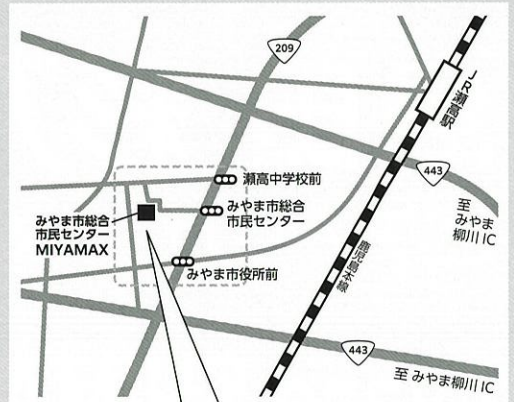 209
JR瀬高駅
443
至
みやま
柳川IC
瀬高中学校前
みやま市総合
市民センター
みやま市総合
市民センター
MIYAMAX
みやま市役所前
鹿児島本線
443
至 みやま柳川IC